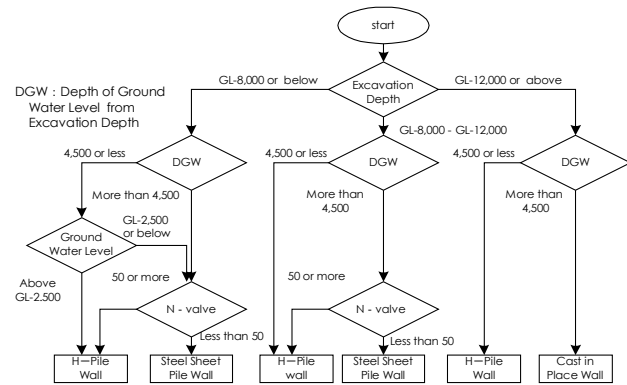 start
GL-8,000 or below
Excavation
Depth
GL-12,000 or above
DGW : Depth of Ground
Water Level from
Excavation Depth
GL-8,000 - GL-12,000
4,500 or less
DGW
4,500 or less
DGW
4,500 or less
DGW
More than 4,500
More than
4,500
More than
4,500
GL-2,500
or below
Ground
Water Level
Above
GL-2.500
50 or more
50 or more
N - valve
N - valve
Less than 50
Less than 50
H-Pile
Wall
Steel Sheet
Pile Wall
H-Pile
wall
Steel Sheet
Pile Wall
H-Pile
Wall
Cast in
Place Wall